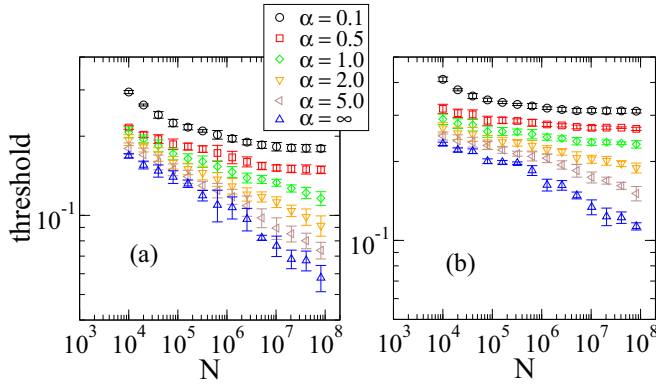 α = 0.1
α = 0.5
α = 1.0
α = 2.0
α = 5.0
α = ∞
threshold
10⁻¹
10⁻¹
(a)
(b)
10³ 10⁴ 10⁵ 10⁶ 10⁷ 10⁸
10³ 10⁴ 10⁵ 10⁶ 10⁷ 10⁸
N
N